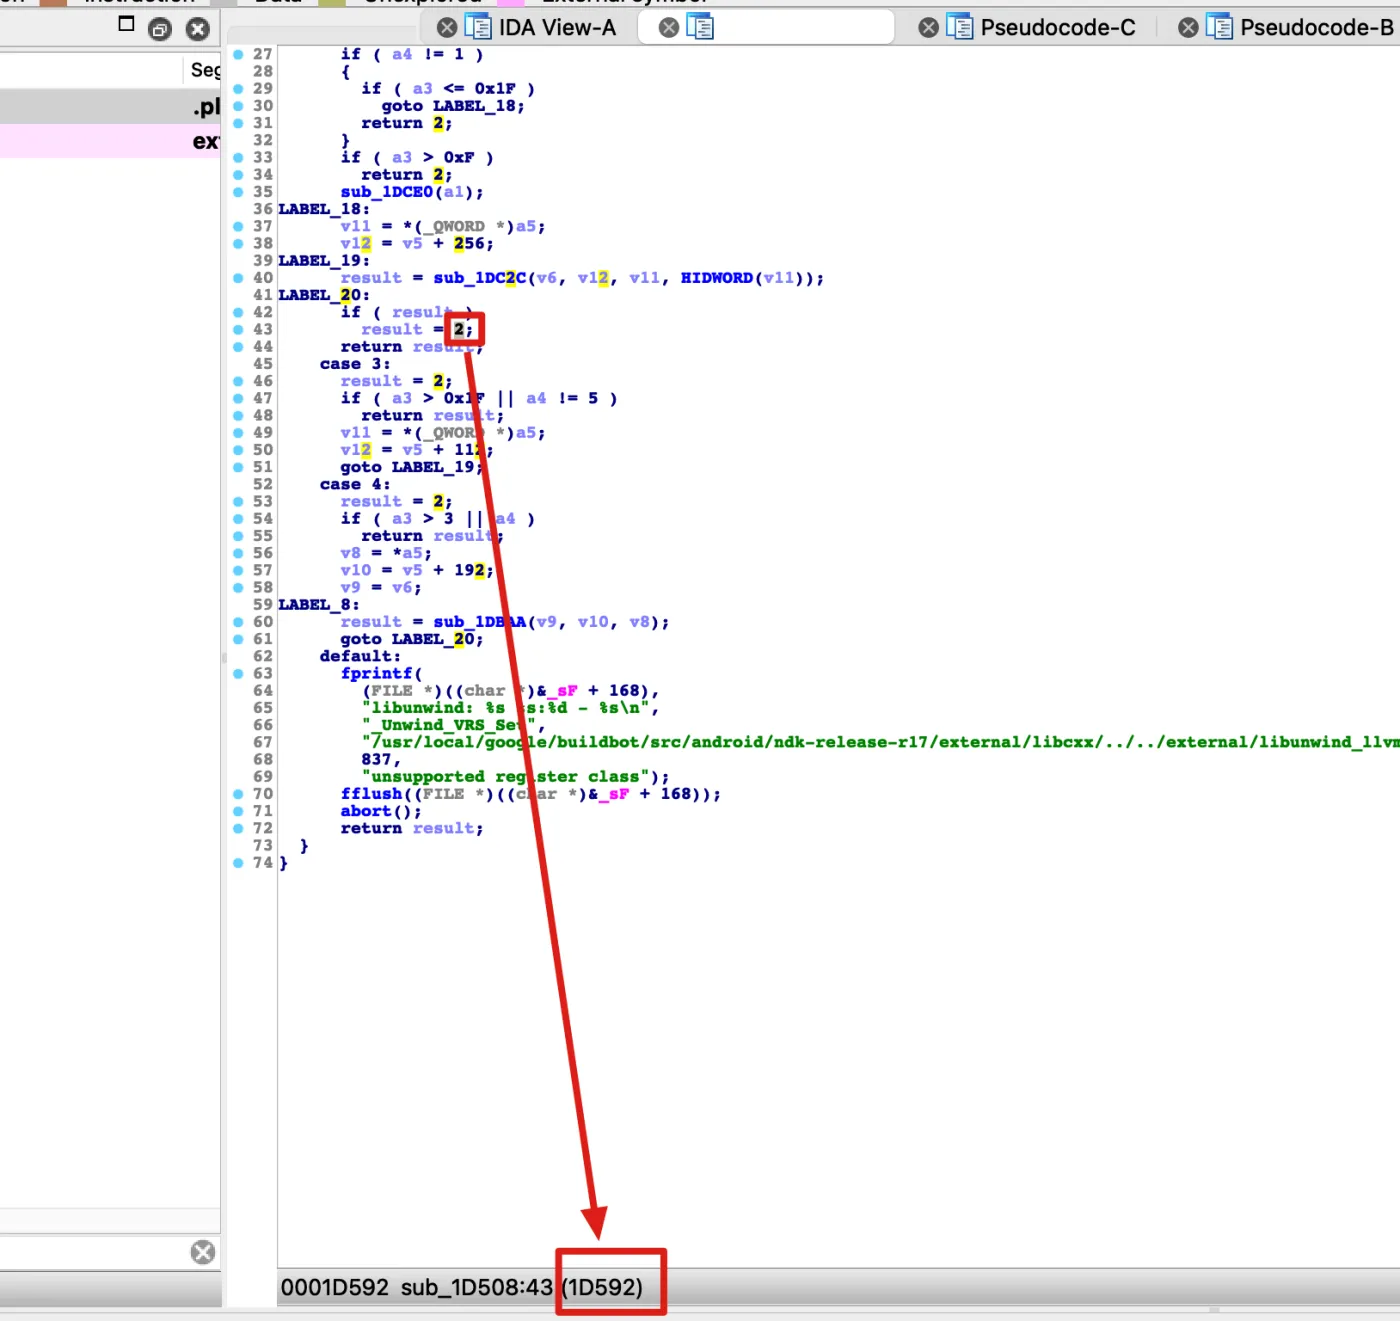 Instruction Data Unexplored External symbol
IDA View-A Pseudocode-C Pseudocode-B
Seg
.pl
ext
27 if ( a4 != 1 )
28 {
29 if ( a3 <= 0x1F )
30 goto LABEL_18;
31 return 2;
32 }
33 if ( a3 > 0xF )
34 return 2;
35 sub_1DCE0(a1);
36 LABEL_18:
37 v11 = *(_QWORD *)a5;
38 v12 = v5 + 256;
39 LABEL_19:
40 result = sub_1DC2C(v6, v12, v11, HIDWORD(v11));
41 LABEL_20:
42 if ( result )
43 result = 2;
44 return result;
45 case 3:
46 result = 2;
47 if ( a3 > 0x1F || a4 != 5 )
48 return result;
49 v11 = *(_QWORD *)a5;
50 v12 = v5 + 112;
51 goto LABEL_19;
52 case 4:
53 result = 2;
54 if ( a3 > 3 || a4 )
55 return result;
56 v8 = *a5;
57 v10 = v5 + 192;
58 v9 = v6;
59 LABEL_8:
60 result = sub_1DBAA(v9, v10, v8);
61 goto LABEL_20;
62 default:
63 fprintf(
64 (FILE *)((char *)&_sF + 168),
65 "libunwind: %s %s:%d - %s\n",
66 "_Unwind_VRS_Set",
67 "/usr/local/google/buildbot/src/android/ndk-release-r17/external/libcxx/../../external/libunwind_llvm
68 837,
69 "unsupported register class");
70 fflush((FILE *)((char *)&_sF + 168));
71 abort();
72 return result;
73 }
74 }
0001D592 sub_1D508:43 (1D592)